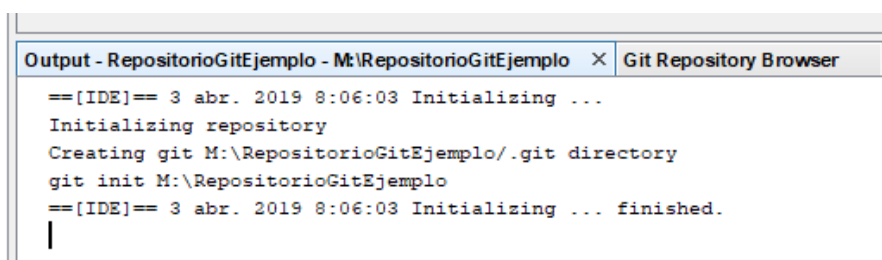 Output - RepositorioGitEjemplo - M:\RepositorioGitEjemplo × Git Repository Browser
==[IDE]== 3 abr. 2019 8:06:03 Initializing ...
Initializing repository
Creating git M:\RepositorioGitEjemplo/.git directory
git init M:\RepositorioGitEjemplo
==[IDE]== 3 abr. 2019 8:06:03 Initializing ... finished.